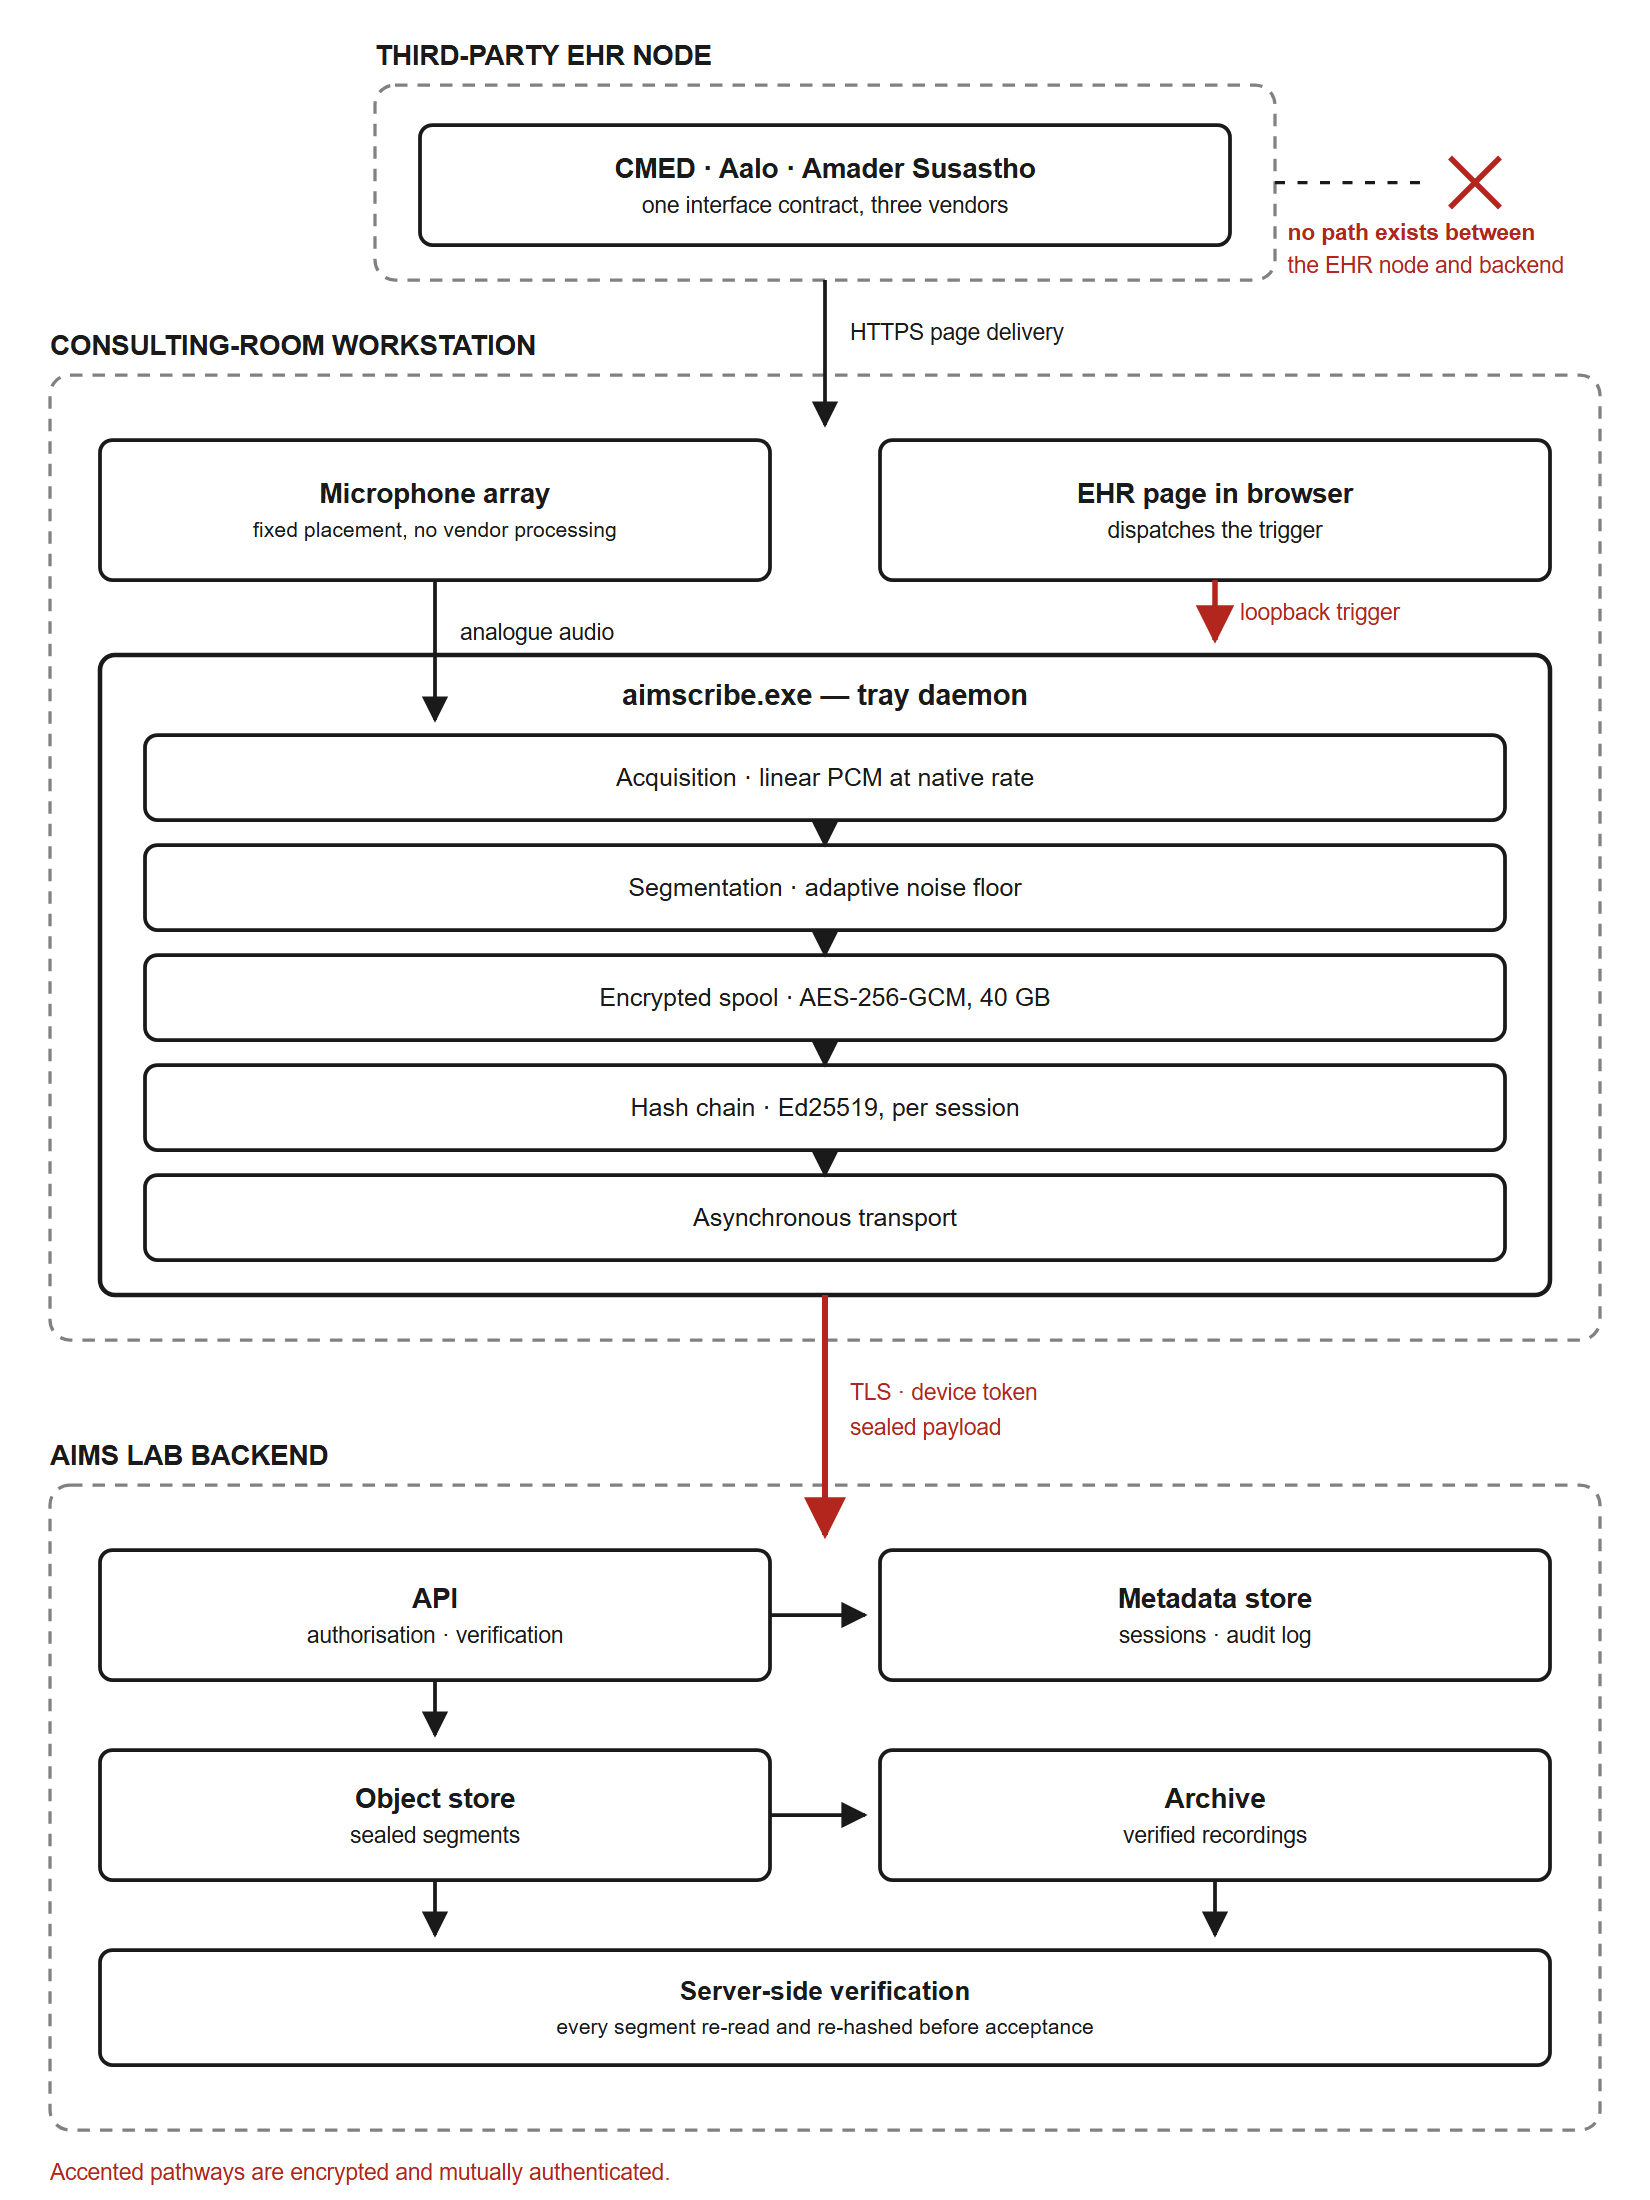 THIRD-PARTY EHR NODE
CMED · Aalo · Amader Susastho
one interface contract, three vendors
no path exists between
the EHR node and backend
HTTPS page delivery
CONSULTING-ROOM WORKSTATION
Microphone array
fixed placement, no vendor processing
EHR page in browser
dispatches the trigger
analogue audio
loopback trigger
aimscribe.exe — tray daemon
Acquisition · linear PCM at native rate
Segmentation · adaptive noise floor
Encrypted spool · AES-256-GCM, 40 GB
Hash chain · Ed25519, per session
Asynchronous transport
TLS · device token
sealed payload
AIMS LAB BACKEND
API
authorisation · verification
Metadata store
sessions · audit log
Object store
sealed segments
Archive
verified recordings
Server-side verification
every segment re-read and re-hashed before acceptance
Accented pathways are encrypted and mutually authenticated.